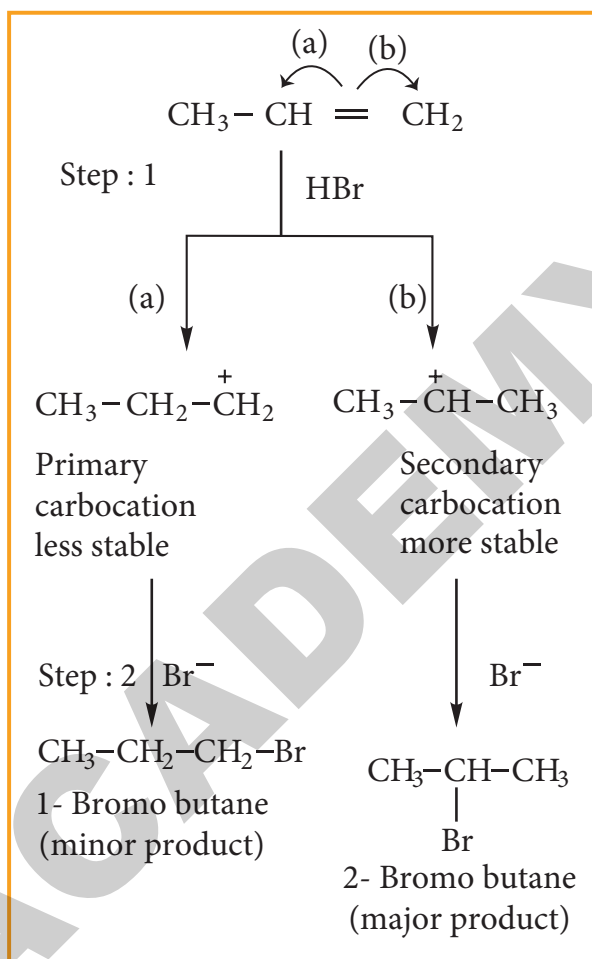 (a) (b)
CH₃–CH = CH₂
Step : 1
HBr
(a) (b)
CH₃–CH₂–C⁺H₂
CH₃–C⁺H–CH₃
Primary
carbocation
less stable
Secondary
carbocation
more stable
Step : 2 Br⁻
Br⁻
CH₃–CH₂–CH₂–Br
1- Bromo butane
(minor product)
CH₃–CH–CH₃
Br
2- Bromo butane
(major product)
ACADEMY